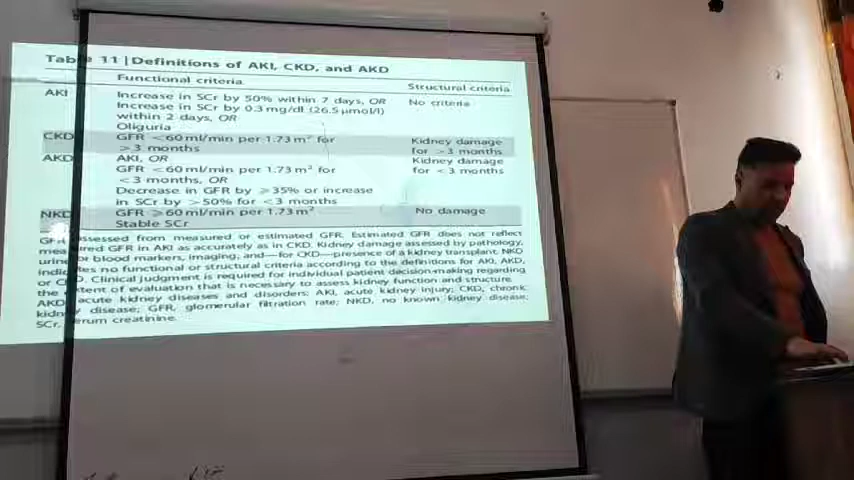 Table 11 | Definitions of AKI, CKD, and AKD
Functional criteria
Structural criteria
AKI
Increase in SCr by 50% within 7 days, OR
Increase in SCr by 0.3 mg/dl (26.5 µmol/l)
within 2 days, OR
Oliguria
No criteria
CKD
GFR <60 ml/min per 1.73 m² for
>3 months
Kidney damage
for >3 months
AKD
AKI, OR
GFR <60 ml/min per 1.73 m² for
<3 months, OR
Decrease in GFR by ≥35% or increase
in SCr by >50% for <3 months
Kidney damage
for <3 months
NKD
GFR ≥60 ml/min per 1.73 m²
Stable SCr
No damage
GFR assessed from measured or estimated GFR. Estimated GFR does not reflect
measured GFR in AKI as accurately as in CKD. Kidney damage assessed by pathology,
urine or blood markers, imaging, and—for CKD—presence of a kidney transplant. NKD
indicates no functional or structural criteria according to the definitions for AKI, AKD,
or CKD. Clinical judgment is required for individual patient decision-making regarding
the extent of evaluation that is necessary to assess kidney function and structure.
AKD, acute kidney diseases and disorders; AKI, acute kidney injury; CKD, chronic
kidney disease; GFR, glomerular filtration rate; NKD, no known kidney disease;
SCr, serum creatinine.